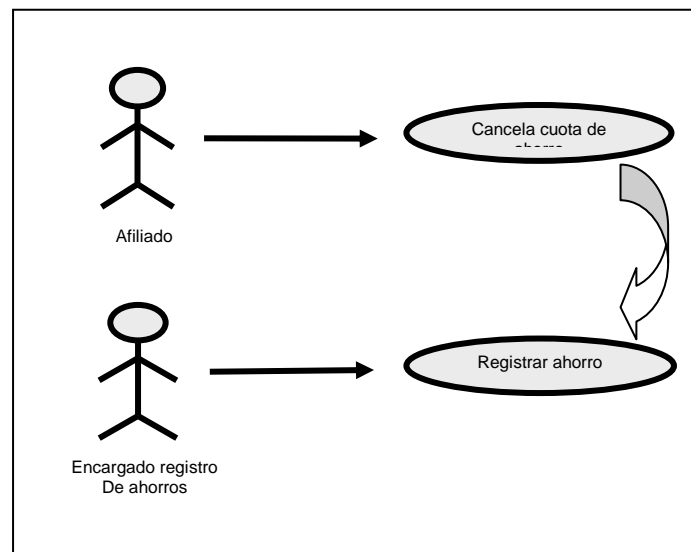 Cancela cuota de
Afiliado
Registrar ahorro
Encargado registro
De ahorros